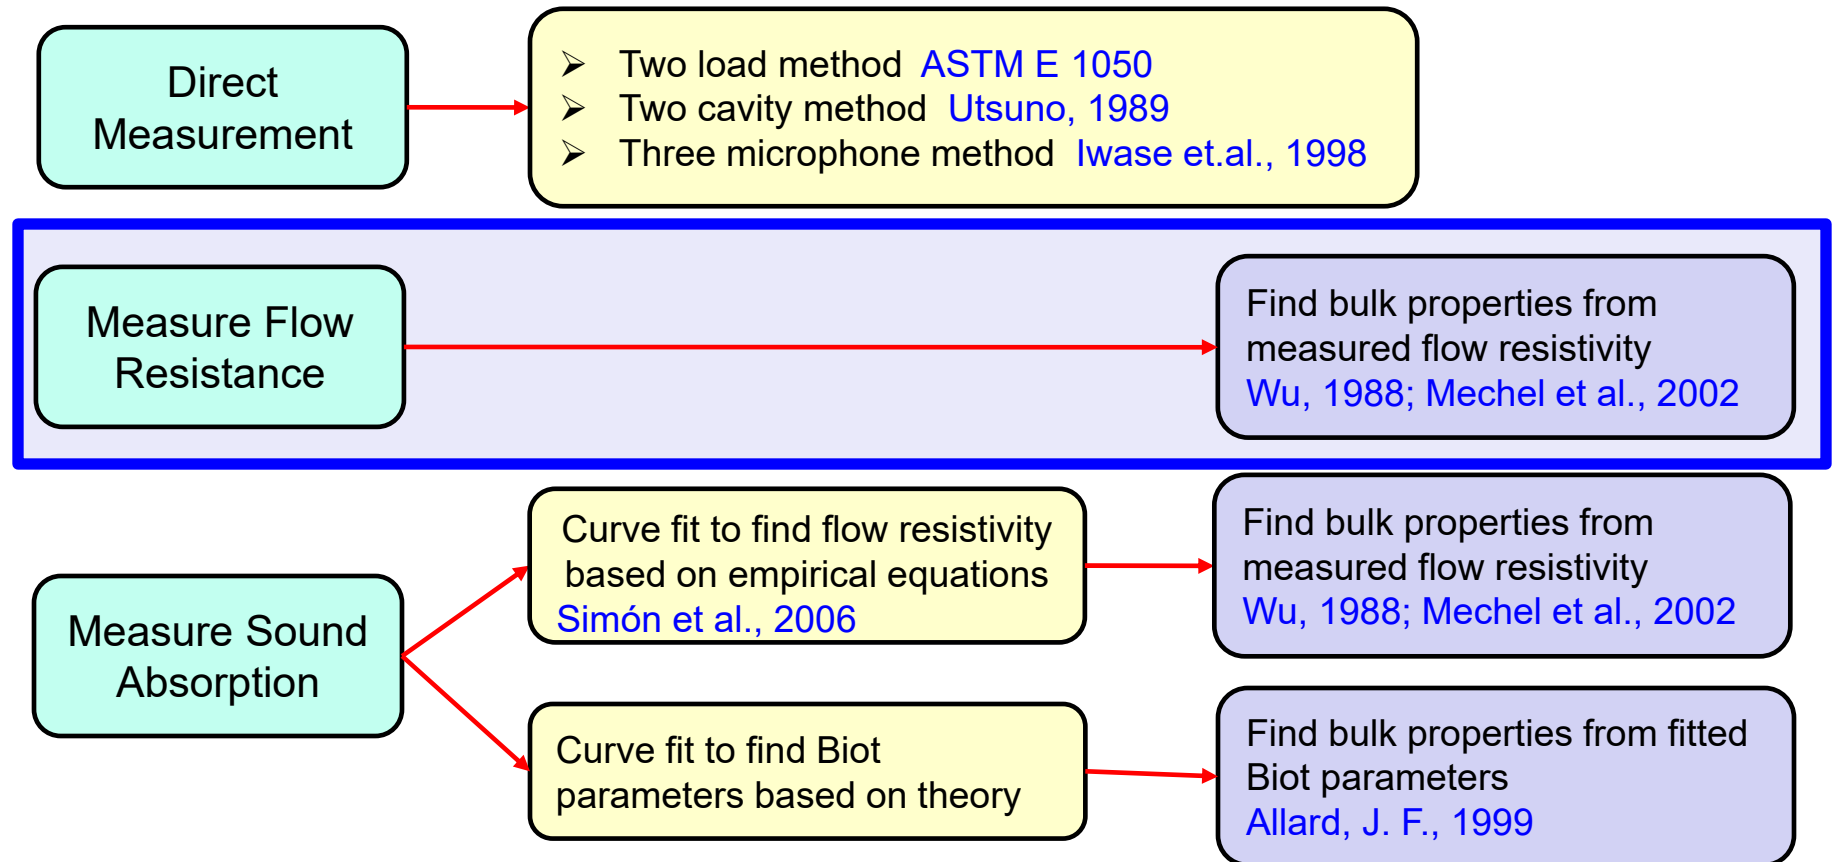 Direct
Measurement
➢ Two load method ASTM E 1050
➢ Two cavity method Utsuno, 1989
➢ Three microphone method Iwase et.al., 1998
Measure Flow
Resistance
Find bulk properties from
measured flow resistivity
Wu, 1988; Mechel et al., 2002
Measure Sound
Absorption
Curve fit to find flow resistivity
based on empirical equations
Simón et al., 2006
Find bulk properties from
measured flow resistivity
Wu, 1988; Mechel et al., 2002
Curve fit to find Biot
parameters based on theory
Find bulk properties from fitted
Biot parameters
Allard, J. F., 1999